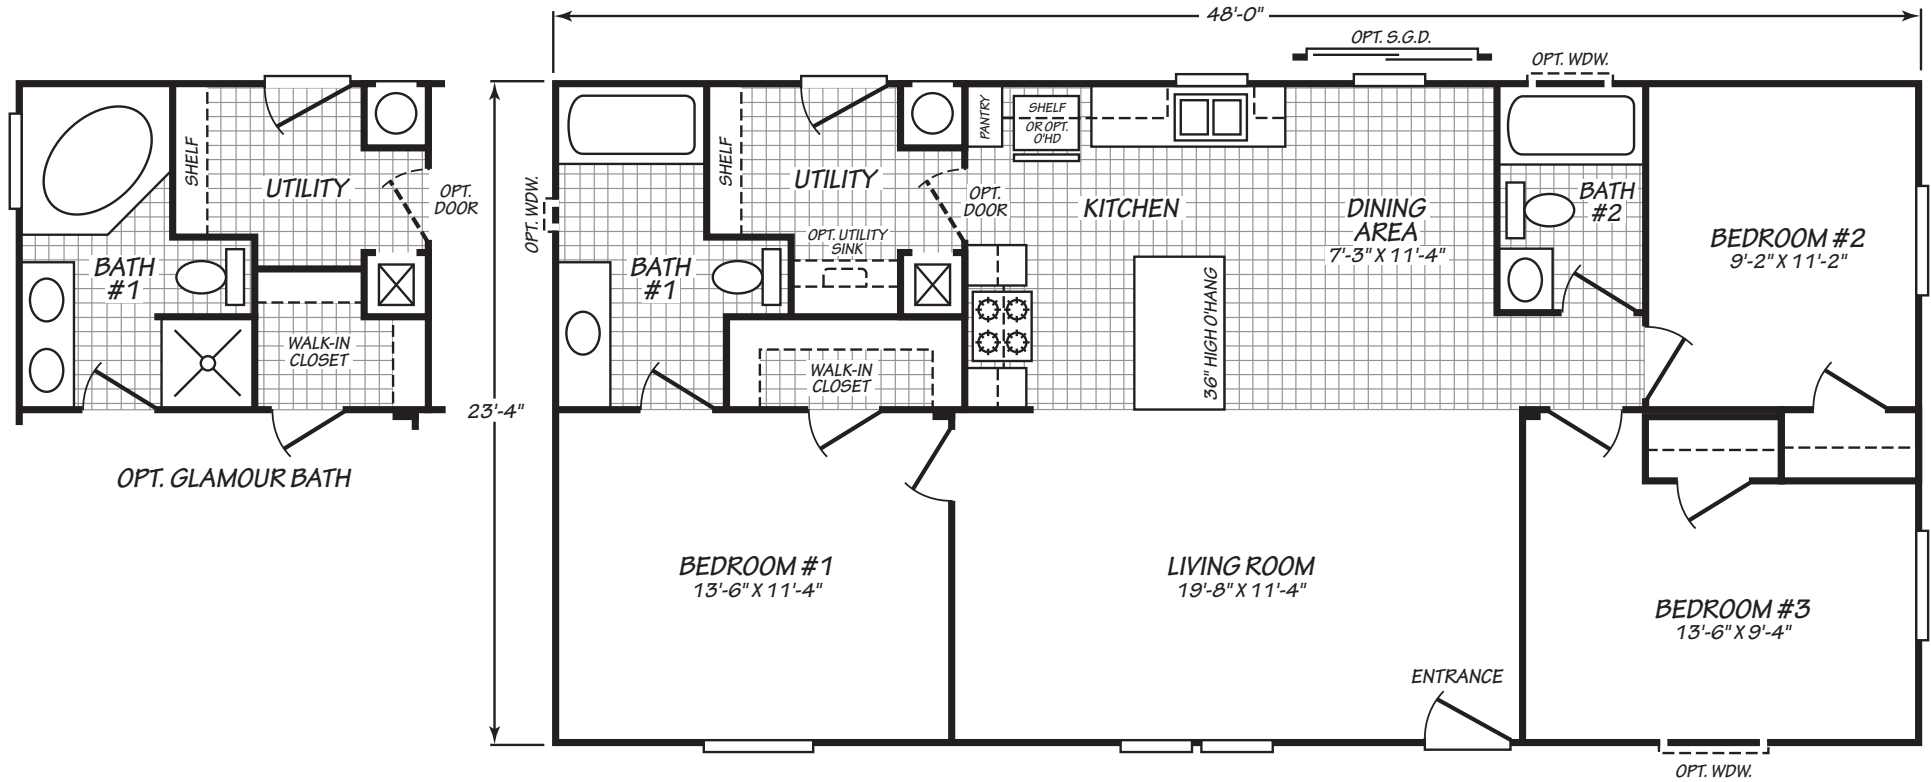 48'-0"
OPT. S.G.D.
OPT. WDW.
SHELF
UTILITY
OPT.
DOOR
BATH
#1
WALK-IN
CLOSET
OPT. GLAMOUR BATH
23'-4"
OPT. WDW.
SHELF
UTILITY
OPT. UTILITY
SINK
BATH
#1
WALK-IN
CLOSET
PANTRY
SHELF
OR OPT.
O'HD
OPT.
DOOR
KITCHEN
36" HIGH O'HANG
DINING
AREA
7'-3" X 11'-4"
BATH
#2
BEDROOM #2
9'-2" X 11'-2"
BEDROOM #1
13'-6" X 11'-4"
LIVING ROOM
19'-8" X 11'-4"
BEDROOM #3
13'-6" X 9'-4"
ENTRANCE
OPT. WDW.